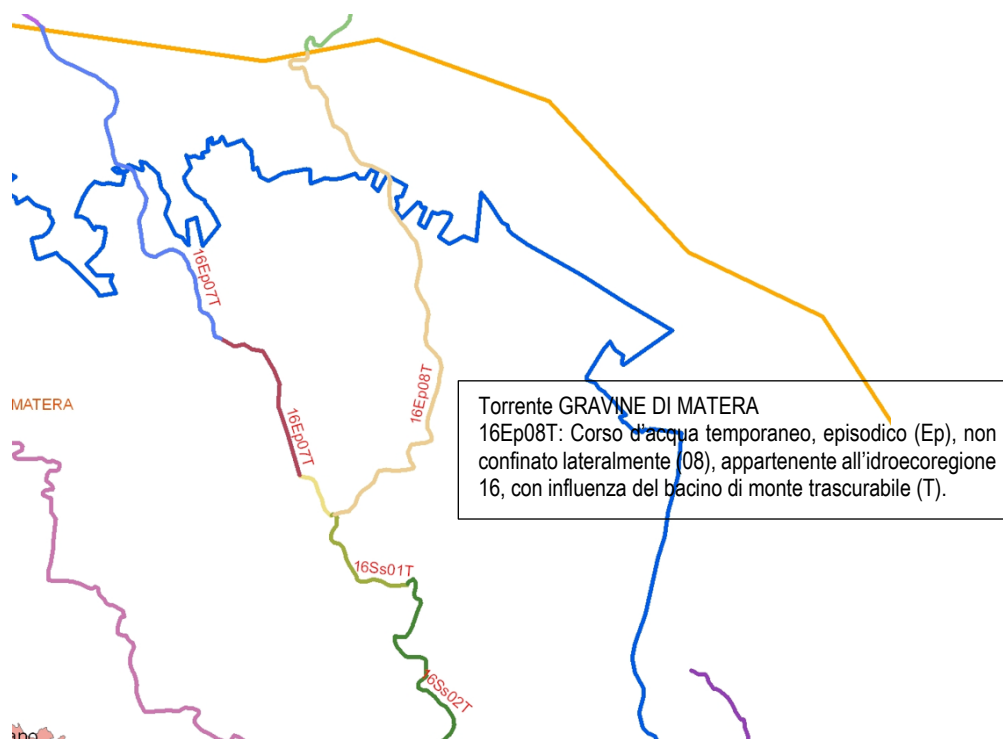 16Ep07T
16Ep08T
MATERA
16Ep07T
Torrente GRAVINE DI MATERA
16Ep08T: Corso d'acqua temporaneo, episodico (Ep), non
confinato lateralmente (08), appartenente all'idroecoregione
16, con influenza del bacino di monte trascurabile (T).
16Ss01T
16Ss02T